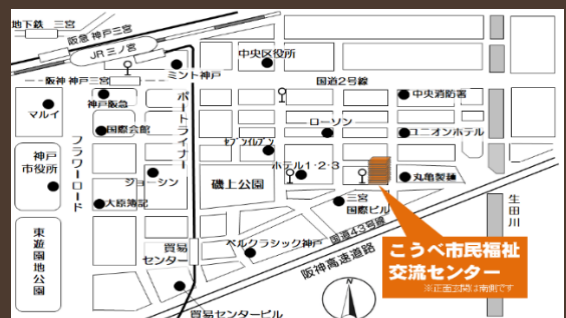 地下鉄 三宮
阪急 神戸三宮
JR 三ノ宮
阪神 神戸三宮
ミント神戸
中央区役所
国道2号線
マルイ
神戸阪急
国際会館
ポートライナー
フラワーロード
中央消防署
ローソン
ユニオンホテル
セブンイレブン
神戸
市役所
ジョーシン
磯上公園
ホテル1・2・3
丸亀製麺
大原簿記
三宮
国際ビル
生田川
東遊園地公園
貿易
センター
ベルクラシック神戸
国道43号線
阪神高速道路
こうべ市民福祉
交流センター
※正面玄関は南側です
貿易センタービル
N